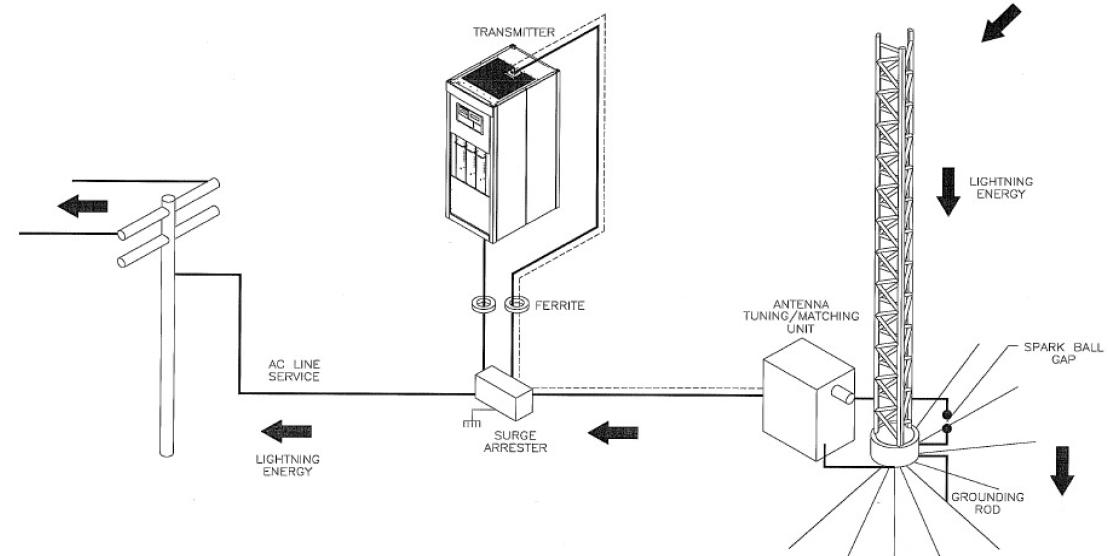 TRANSMITTER
LIGHTNING
ENERGY
FERRITE
ANTENNA
TUNING/MATCHING
UNIT
SPARK BALL
GAP
AC LINE
SERVICE
SURGE
ARRESTER
LIGHTNING
ENERGY
GROUNDING
ROD